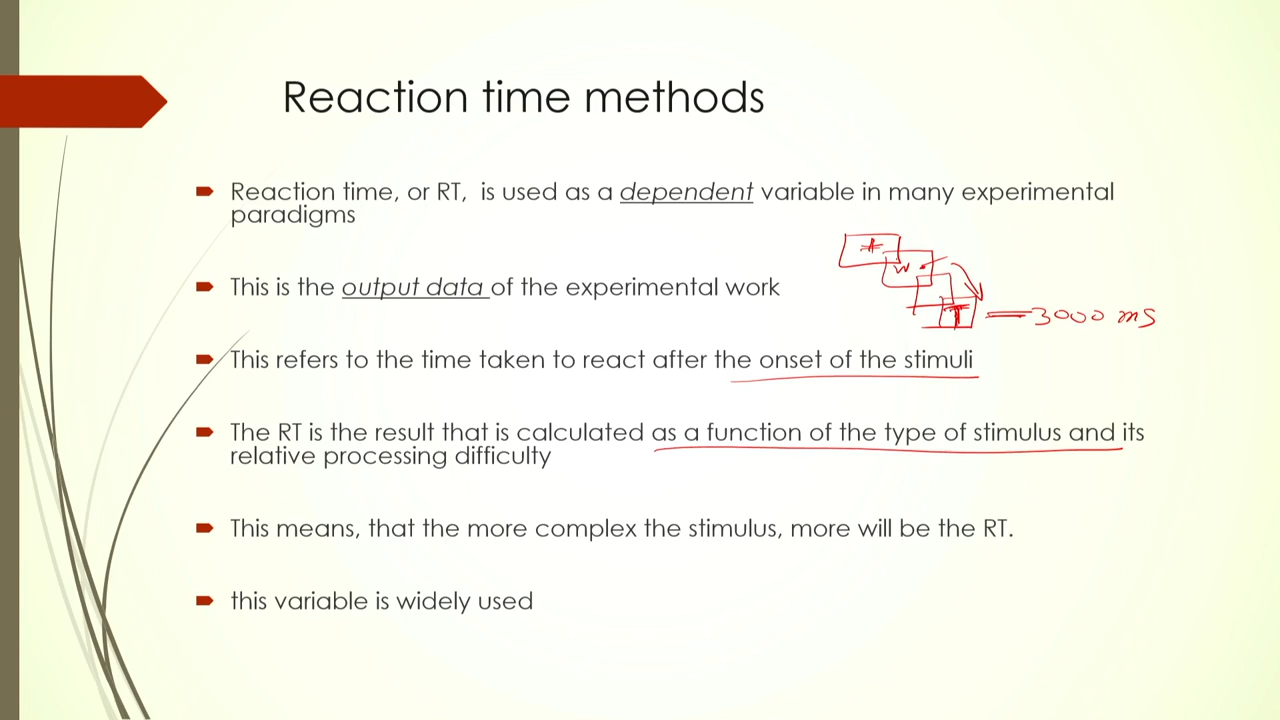 Reaction time methods
Reaction time, or RT, is used as a dependent variable in many experimental
paradigms
This is the output data of the experimental work
+
W
T
3000 ms
This refers to the time taken to react after the onset of the stimuli
The RT is the result that is calculated as a function of the type of stimulus and its
relative processing difficulty
This means, that the more complex the stimulus, more will be the RT.
this variable is widely used